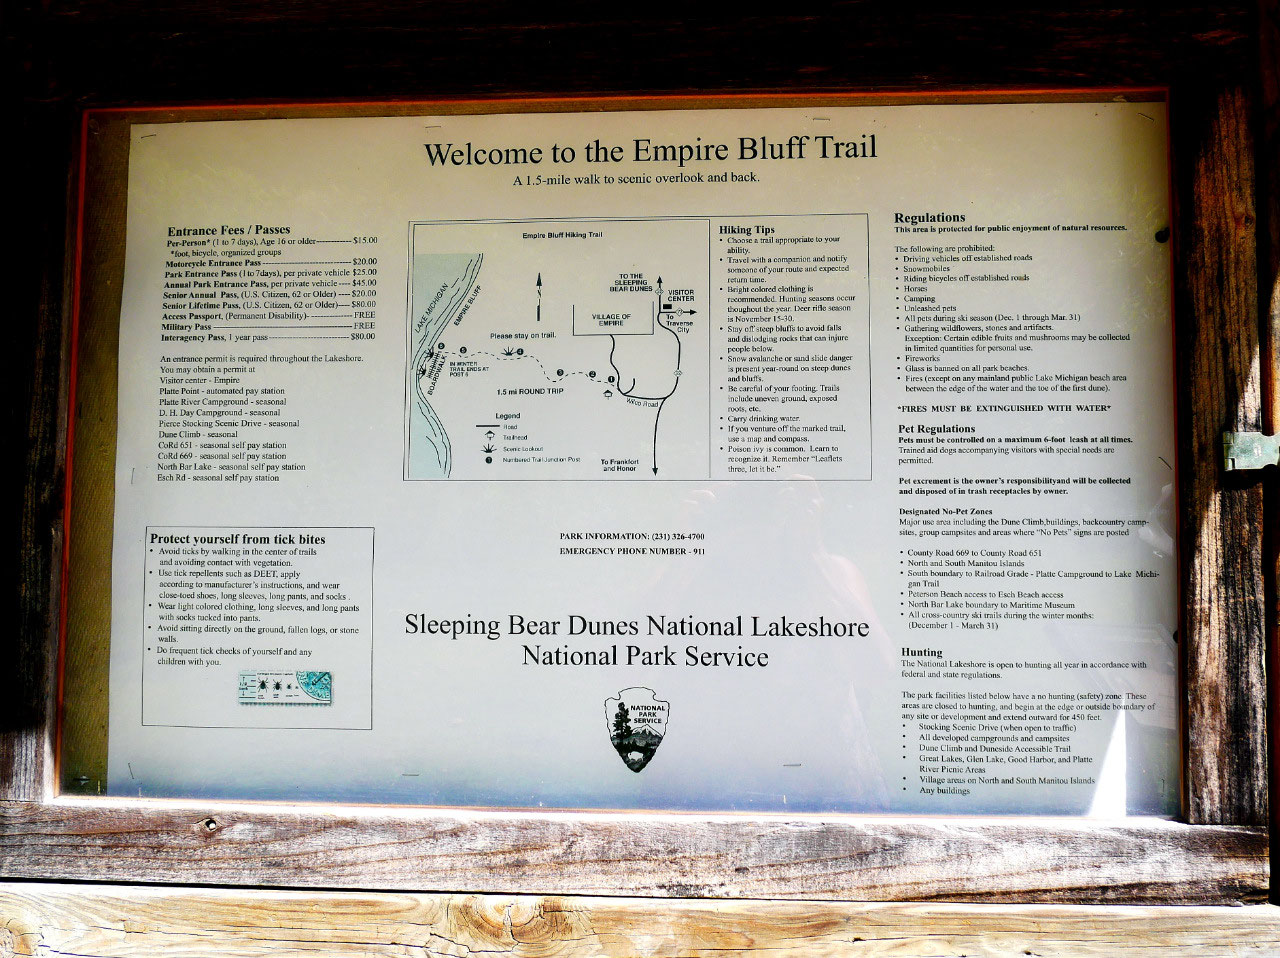 Welcome to the Empire Bluff Trail
A 1.5-mile walk to scenic overlook and back.
Entrance Fees / Passes
Per-Person* (1 to 7 days), Age 16 or older------------ $15.00
*foot, bicycle, organized groups
Motorcycle Entrance Pass ------------------------------ $20.00
Park Entrance Pass (1 to 7days), per private vehicle $25.00
Annual Park Entrance Pass, per private vehicle ---- $45.00
Senior Annual Pass, (U.S. Citizen, 62 or Older) ---- $20.00
Senior Lifetime Pass, (U.S. Citizen, 62 or Older)---- $80.00
Access Passport, (Permanent Disability)---------------- FREE
Military Pass ----------------------------------------------- FREE
Interagency Pass, 1 year pass --------------------------- $80.00
An entrance permit is required throughout the Lakeshore.
You may obtain a permit at
Visitor center - Empire
Platte Point - automated pay station
Platte River Campground - seasonal
D. H. Day Campground - seasonal
Pierce Stocking Scenic Drive - seasonal
Dune Climb - seasonal
CoRd 651 - seasonal self pay station
CoRd 669 - seasonal self pay station
North Bar Lake - seasonal self pay station
Esch Rd - seasonal self pay station
Protect yourself from tick bites
• Avoid ticks by walking in the center of trails
and avoiding contact with vegetation.
• Use tick repellents such as DEET, apply
according to manufacturer's instructions, and wear
close-toed shoes, long sleeves, long pants, and socks .
• Wear light colored clothing, long sleeves, and long pants
with socks tucked into pants.
• Avoid sitting directly on the ground, fallen logs, or stone
walls.
• Do frequent tick checks of yourself and any
children with you.
Empire Bluff Hiking Trail
LAKE MICHIGAN
EMPIRE BLUFF
TO THE
SLEEPING
BEAR DUNES
VISITOR
CENTER
To
Traverse
City
VILLAGE OF
EMPIRE
Please stay on trail.
BOARDWALK
IN WINTER
TRAIL ENDS AT
POST 6
6
5
4
3
2
1
1.5 mi ROUND TRIP
Wilco Road
Legend
Road
Trailhead
Scenic Lookout
Numbered Trail Junction Post
To Frankfort
and Honor
Hiking Tips
• Choose a trail appropriate to your
ability.
• Travel with a companion and notify
someone of your route and expected
return time.
• Bright colored clothing is
recommended. Hunting seasons occur
thoughout the year. Deer rifle season
is November 15-30.
• Stay off steep bluffs to avoid falls
and dislodging rocks that can injure
people below.
• Snow avalanche or sand slide danger
is present year-round on steep dunes
and bluffs.
• Be careful of your footing. Trails
include uneven ground, exposed
roots, etc.
• Carry drinking water.
• If you venture off the marked trail,
use a map and compass.
• Poison ivy is common. Learn to
recognize it. Remember "Leaflets
three, let it be."
PARK INFORMATION: (231) 326-4700
EMERGENCY PHONE NUMBER - 911
Sleeping Bear Dunes National Lakeshore
National Park Service
NATIONAL
PARK
SERVICE
Regulations
This area is protected for public enjoyment of natural resources.
The following are prohibited:
• Driving vehicles off established roads
• Snowmobiles
• Riding bicycles off established roads
• Horses
• Camping
• Unleashed pets
• All pets during ski season (Dec. 1 through Mar. 31)
• Gathering wildflowers, stones and artifacts.
Exception: Certain edible fruits and mushrooms may be collected
in limited quantities for personal use.
• Fireworks
• Glass is banned on all park beaches.
• Fires (except on any mainland public Lake Michigan beach area
between the edge of the water and the toe of the first dune).
*FIRES MUST BE EXTINGUISHED WITH WATER*
Pet Regulations
Pets must be controlled on a maximum 6-foot leash at all times.
Trained aid dogs accompanying visitors with special needs are
permitted.
Pet excrement is the owner's responsibilityand will be collected
and disposed of in trash receptacles by owner.
Designated No-Pet Zones
Major use area including the Dune Climb,buildings, backcountry camp-
sites, group campsites and areas where "No Pets" signs are posted
• County Road 669 to County Road 651
• North and South Manitou Islands
• South boundary to Railroad Grade - Platte Campground to Lake Michi-
gan Trail
• Peterson Beach access to Esch Beach access
• North Bar Lake boundary to Maritime Museum
• All cross-country ski trails during the winter months:
(December 1 - March 31)
Hunting
The National Lakeshore is open to hunting all year in accordance with
federal and state regulations.
The park facilities listed below have a no hunting (safety) zone. These
areas are closed to hunting, and begin at the edge or outside boundary of
any site or development and extend outward for 450 feet.
• Stocking Scenic Drive (when open to traffic)
• All developed campgrounds and campsites
• Dune Climb and Duneside Accessible Trail
• Great Lakes, Glen Lake, Good Harbor, and Platte
River Picnic Areas
• Village areas on North and South Manitou Islands
• Any buildings